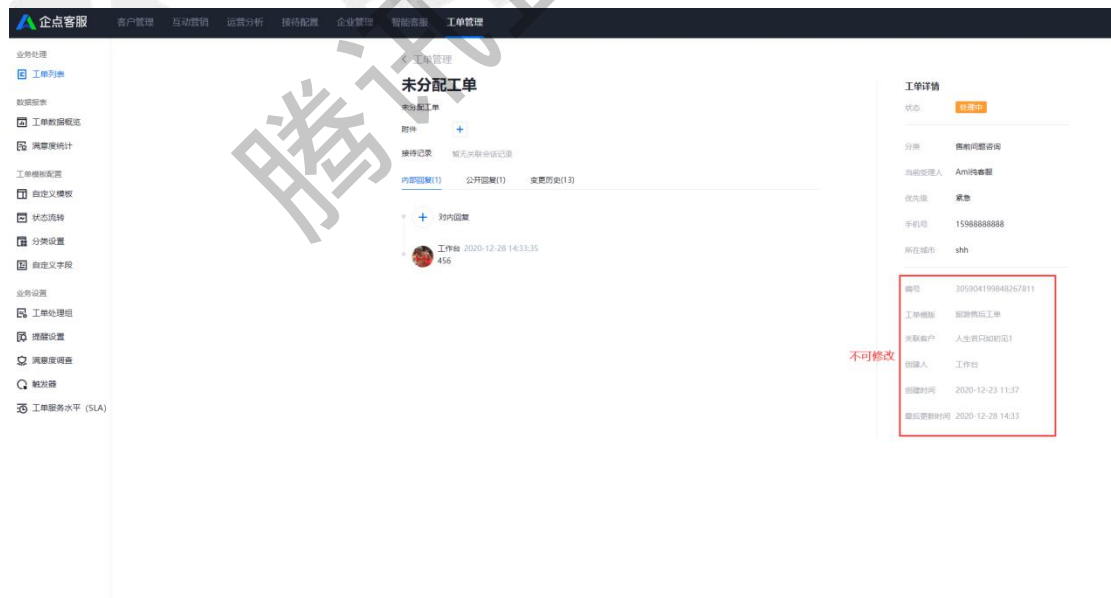 企点客服 客户管理 互动营销 运营分析 接待配置 企业管理 智能客服 工单管理
业务处理
工单列表
数据报表
工单数据概览
满意度统计
工单模板配置
自定义模板
状态流转
分类设置
自定义字段
业务设置
工单处理组
提醒设置
满意度调查
触发器
工单服务水平 (SLA)
< 工单管理
未分配工单
未分配工单
附件 +
接待记录 暂无关联会话记录
内部回复(1) 公开回复(1) 变更历史(13)
+ 对内回复
工作台 2020-12-28 14:33:35
456
工单详情
状态 处理中
分类 售前问题咨询
当前受理人 Ami纯客服
优先级 紧急
手机号 15988888888
所在城市 shh
不可修改
编号 305904199848267811
工单模板 旅游售后工单
关联客户 人生若只如初见1
创建人 工作台
创建时间 2020-12-23 11:37
最后更新时间 2020-12-28 14:33
腾讯